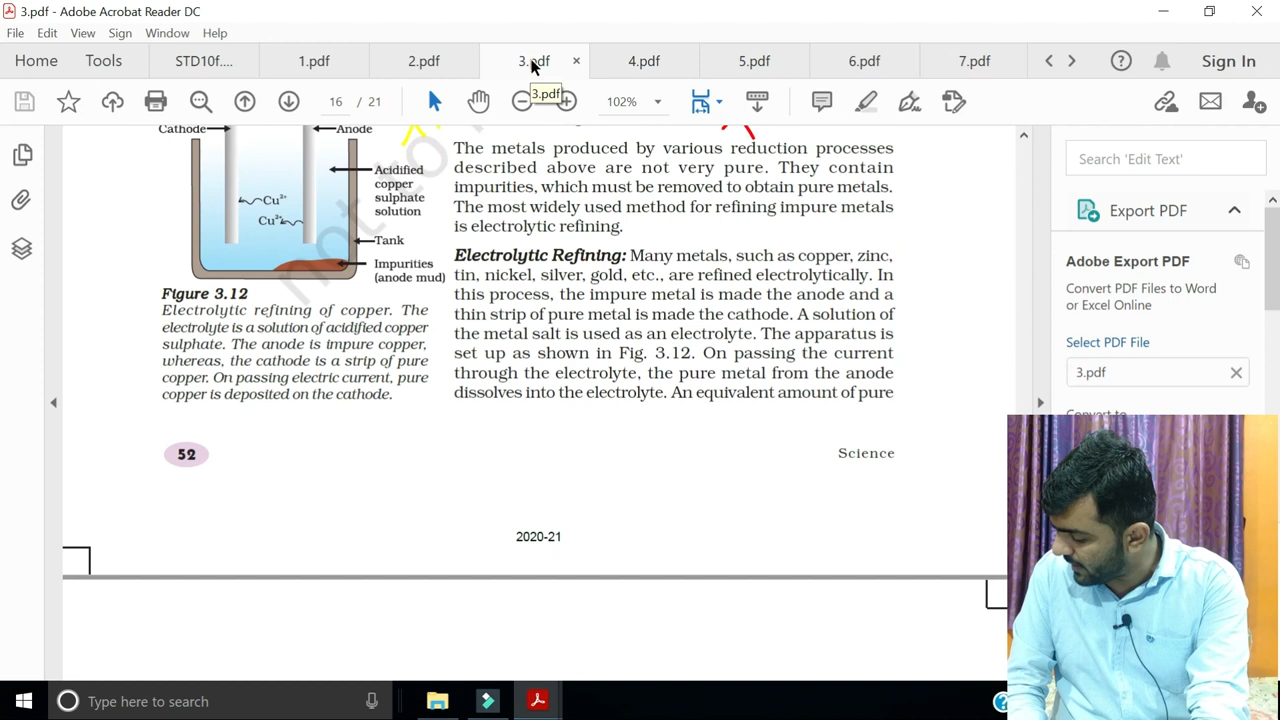 3.pdf - Adobe Acrobat Reader DC
File Edit View Sign Window Help
Home Tools STD10f.... 1.pdf 2.pdf 3.pdf 4.pdf 5.pdf 6.pdf 7.pdf Sign In
3.pdf
16 / 21 102%
Cathode
Anode
Acidified
copper
sulphate
solution
Cu²⁺
Cu²⁺
Tank
Impurities
(anode mud)
not to
Figure 3.12
Electrolytic refining of copper. The
electrolyte is a solution of acidified copper
sulphate. The anode is impure copper,
whereas, the cathode is a strip of pure
copper. On passing electric current, pure
copper is deposited on the cathode.
The metals produced by various reduction processes
described above are not very pure. They contain
impurities, which must be removed to obtain pure metals.
The most widely used method for refining impure metals
is electrolytic refining.
Electrolytic Refining: Many metals, such as copper, zinc,
tin, nickel, silver, gold, etc., are refined electrolytically. In
this process, the impure metal is made the anode and a
thin strip of pure metal is made the cathode. A solution of
the metal salt is used as an electrolyte. The apparatus is
set up as shown in Fig. 3.12. On passing the current
through the electrolyte, the pure metal from the anode
dissolves into the electrolyte. An equivalent amount of pure
52
Science
2020-21
Search 'Edit Text'
Export PDF
Adobe Export PDF
Convert PDF Files to Word
or Excel Online
Select PDF File
3.pdf
Type here to search